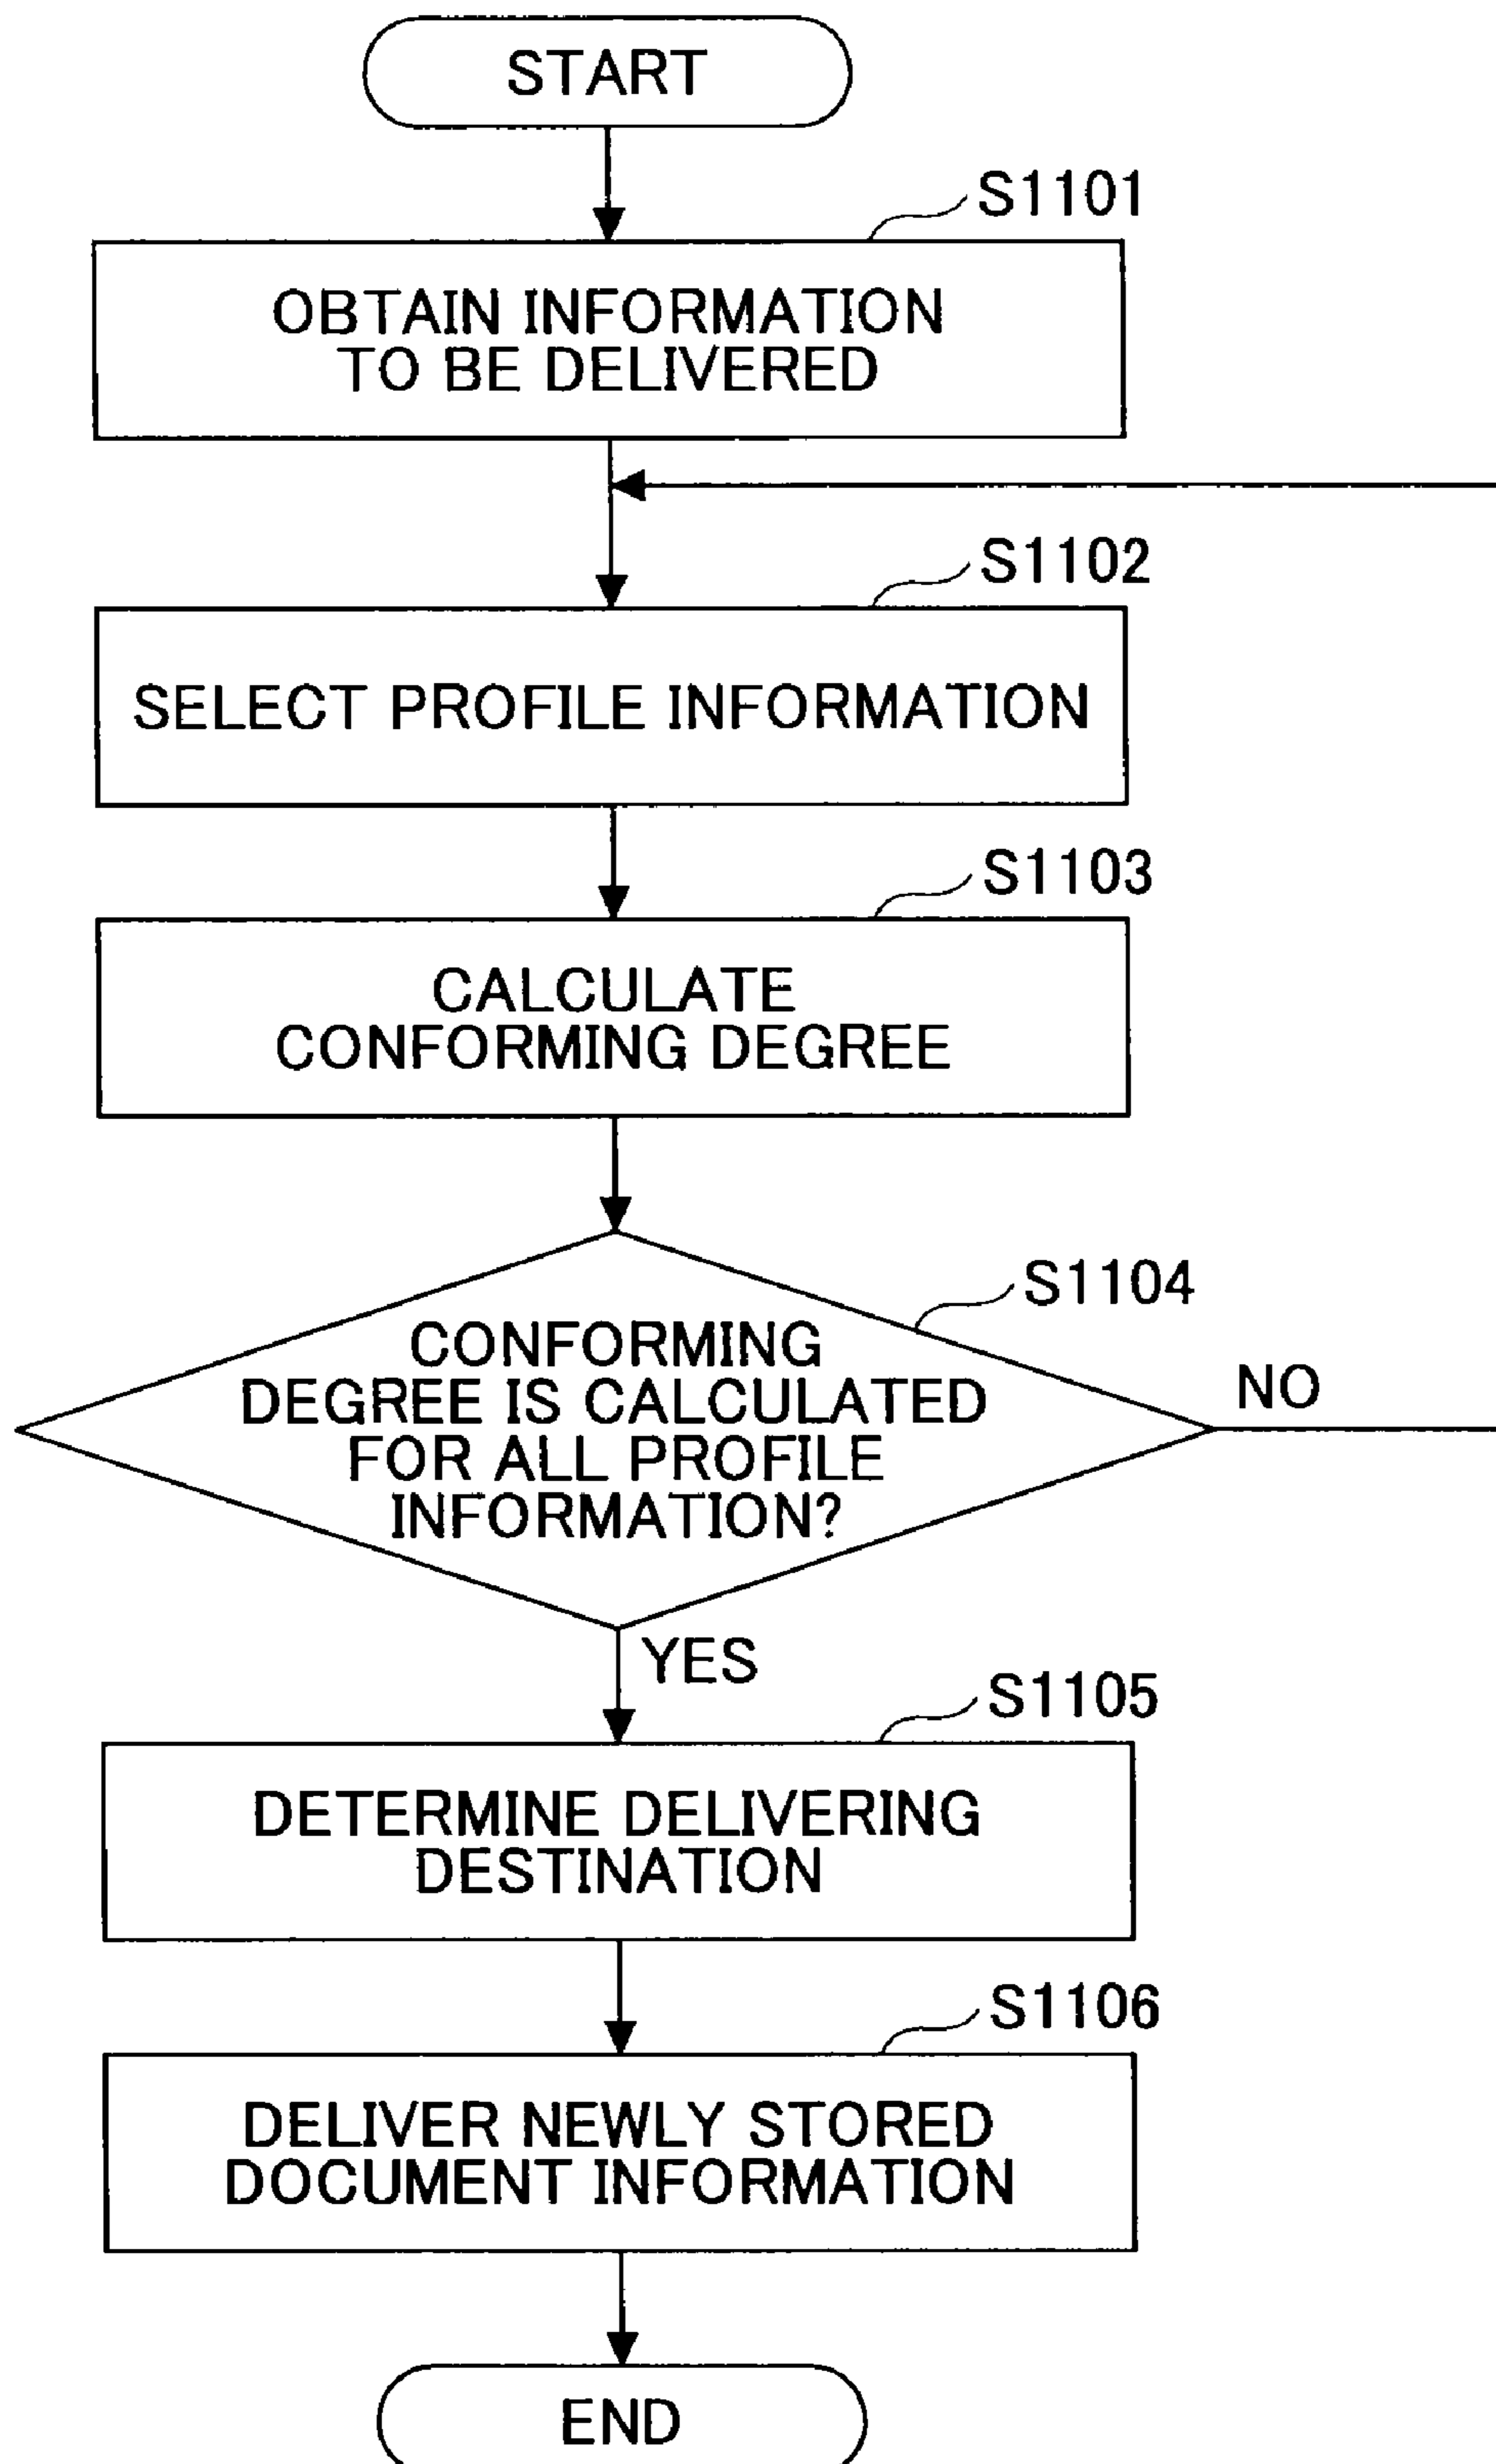 START
S1101
OBTAIN INFORMATION
TO BE DELIVERED
S1102
SELECT PROFILE INFORMATION
S1103
CALCULATE
CONFORMING DEGREE
S1104
CONFORMING
DEGREE IS CALCULATED
FOR ALL PROFILE
INFORMATION?
NO
YES
S1105
DETERMINE DELIVERING
DESTINATION
S1106
DELIVER NEWLY STORED
DOCUMENT INFORMATION
END